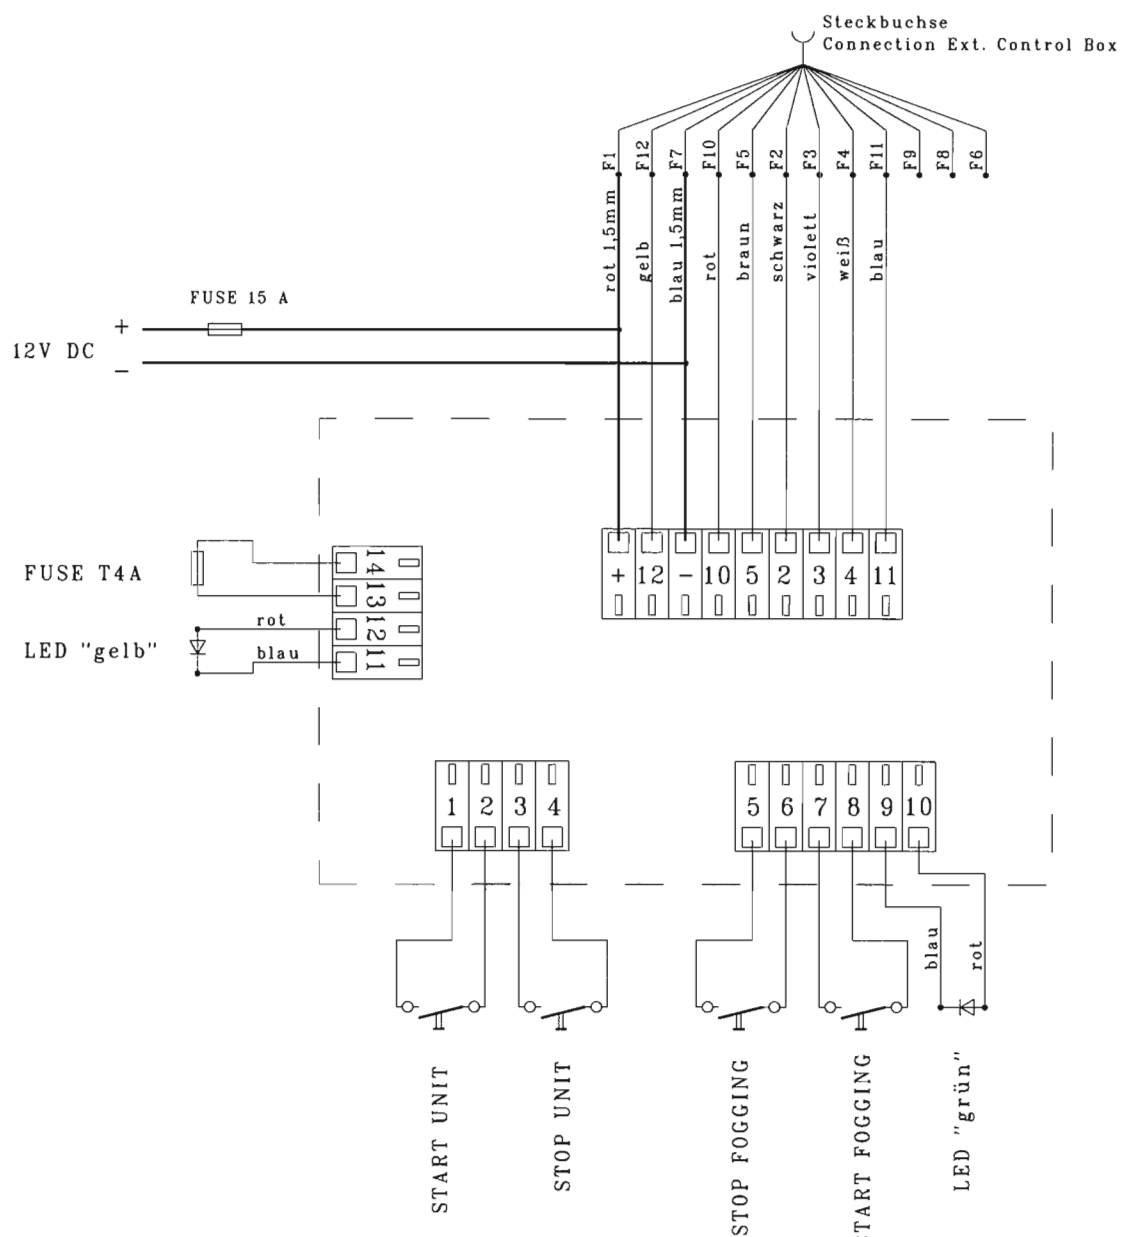 Steckbuchse
Connection Ext. Control Box
F1
F12
F7
F10
F5
F2
F3
F4
F11
F9
F8
F6
rot 1,5mm
gelb
blau 1,5mm
rot
braun
schwarz
violett
weiß
blau
FUSE 15 A
+
12V DC
–
+ 12 – 10 5 2 3 4 11
FUSE T4A
14
13
rot
12
LED "gelb"
blau
11
1 2 3 4
5 6 7 8 9 10
blau
rot
START UNIT
STOP UNIT
STOP FOGGING
START FOGGING
LED "grün"